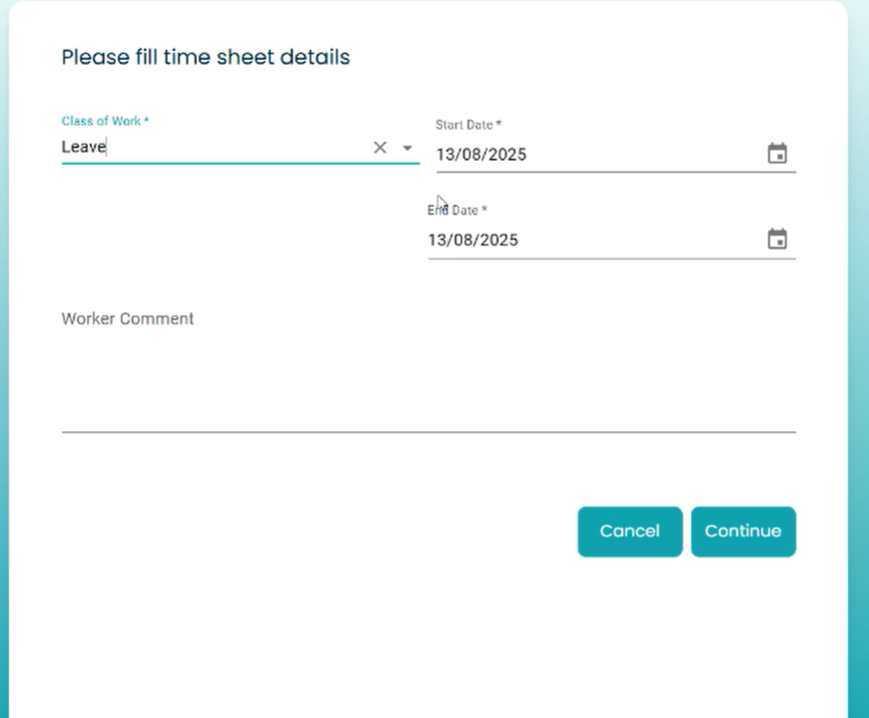 Please fill time sheet details
Class of Work *
Leave
Start Date *
13/08/2025
End Date *
13/08/2025
Worker Comment
Cancel
Continue